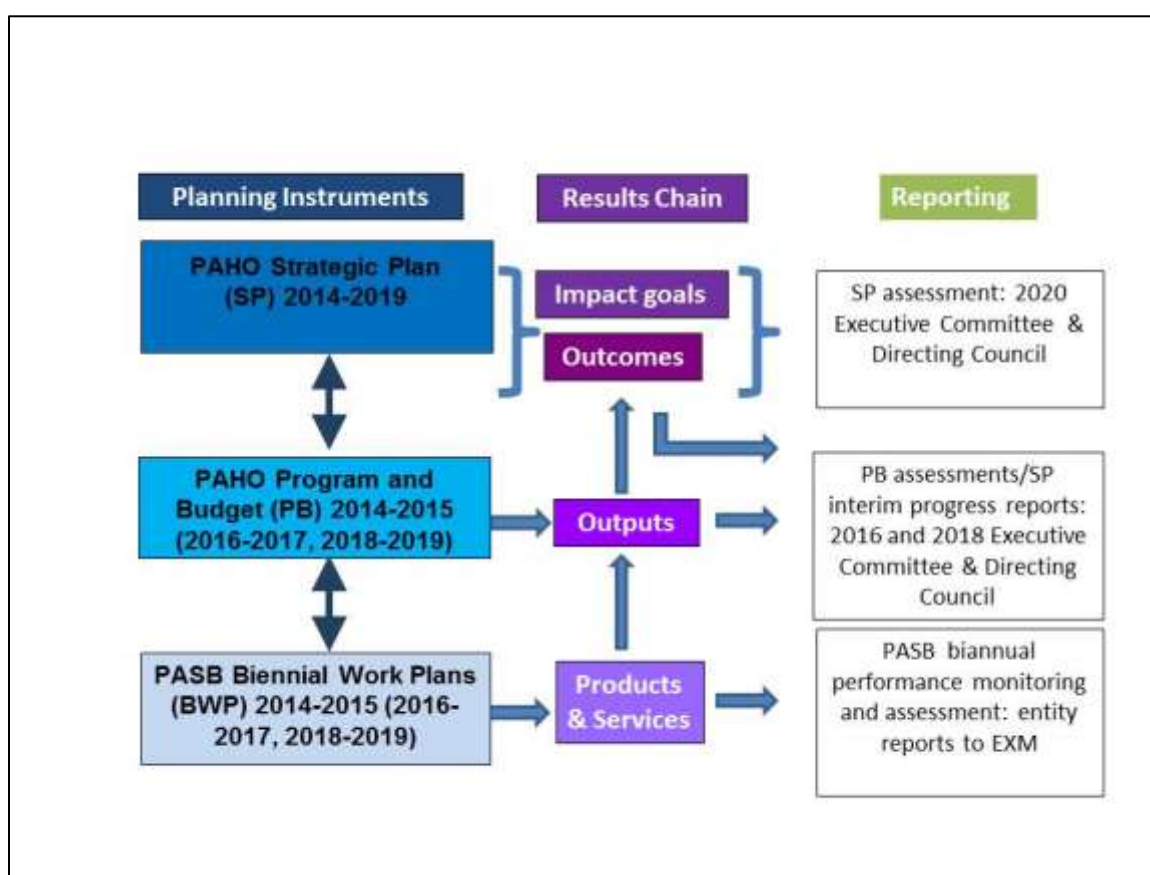 Planning Instruments
Results Chain
Reporting
PAHO Strategic Plan
(SP) 2014-2019
Impact goals
Outcomes
SP assessment: 2020
Executive Committee &
Directing Council
PAHO Program and
Budget (PB) 2014-2015
(2016-2017, 2018-2019)
Outputs
PB assessments/SP
interim progress reports:
2016 and 2018 Executive
Committee & Directing
Council
PASB Biennial Work Plans
(BWP) 2014-2015 (2016-
2017, 2018-2019)
Products
& Services
PASB biannual
performance monitoring
and assessment: entity
reports to EXM